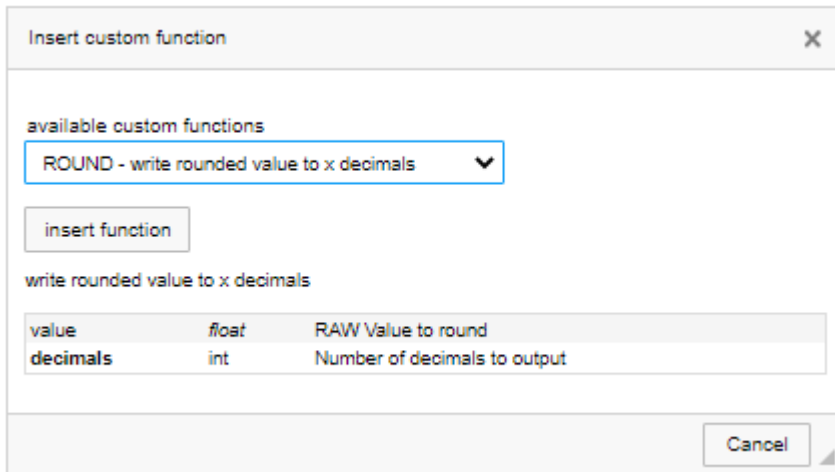 Insert custom function
available custom functions
ROUND - write rounded value to x decimals
insert function
write rounded value to x decimals
value float RAW Value to round
decimals int Number of decimals to output
Cancel